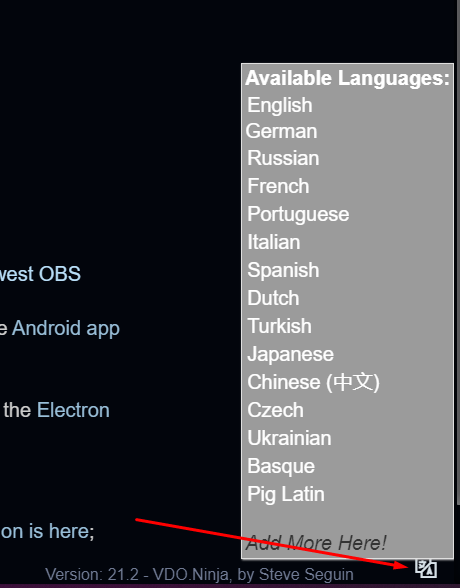 Available Languages:
English
German
Russian
French
Portuguese
Italian
Spanish
Dutch
Turkish
Japanese
Chinese (中文)
Czech
Ukrainian
Basque
Pig Latin
Add More Here!
west OBS
e Android app
the Electron
on is here;
Version: 21.2 - VDO.Ninja, by Steve Seguin